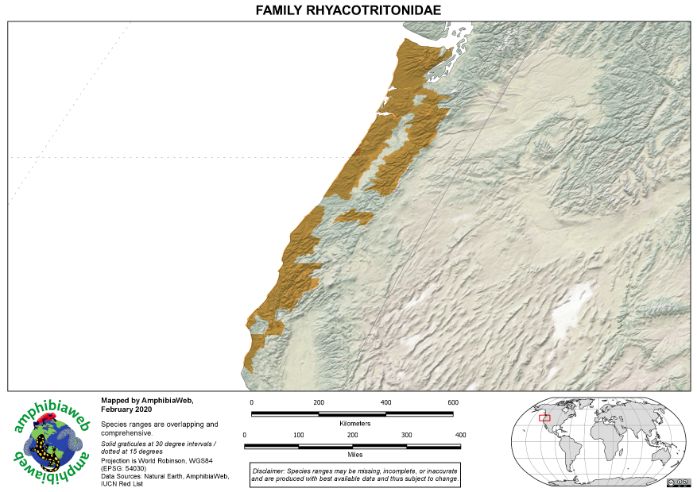 FAMILY RHYACOTRITONIDAE
amphibiaweb
amphibiaweb
Mapped by AmphibiaWeb,
February 2020
Species ranges are overlapping and
comprehensive.
Solid graticules at 30 degree intervals /
dotted at 15 degrees
Projection is World Robinson, WGS84
(EPSG: 54030)
Data Sources: Natural Earth, AmphibiaWeb,
IUCN Red List
0 200 400 600
Kilometers
0 100 200 300 400
Miles
Disclaimer: Species ranges may be missing, incomplete, or inaccurate
and are produced with best available data and thus subject to change.